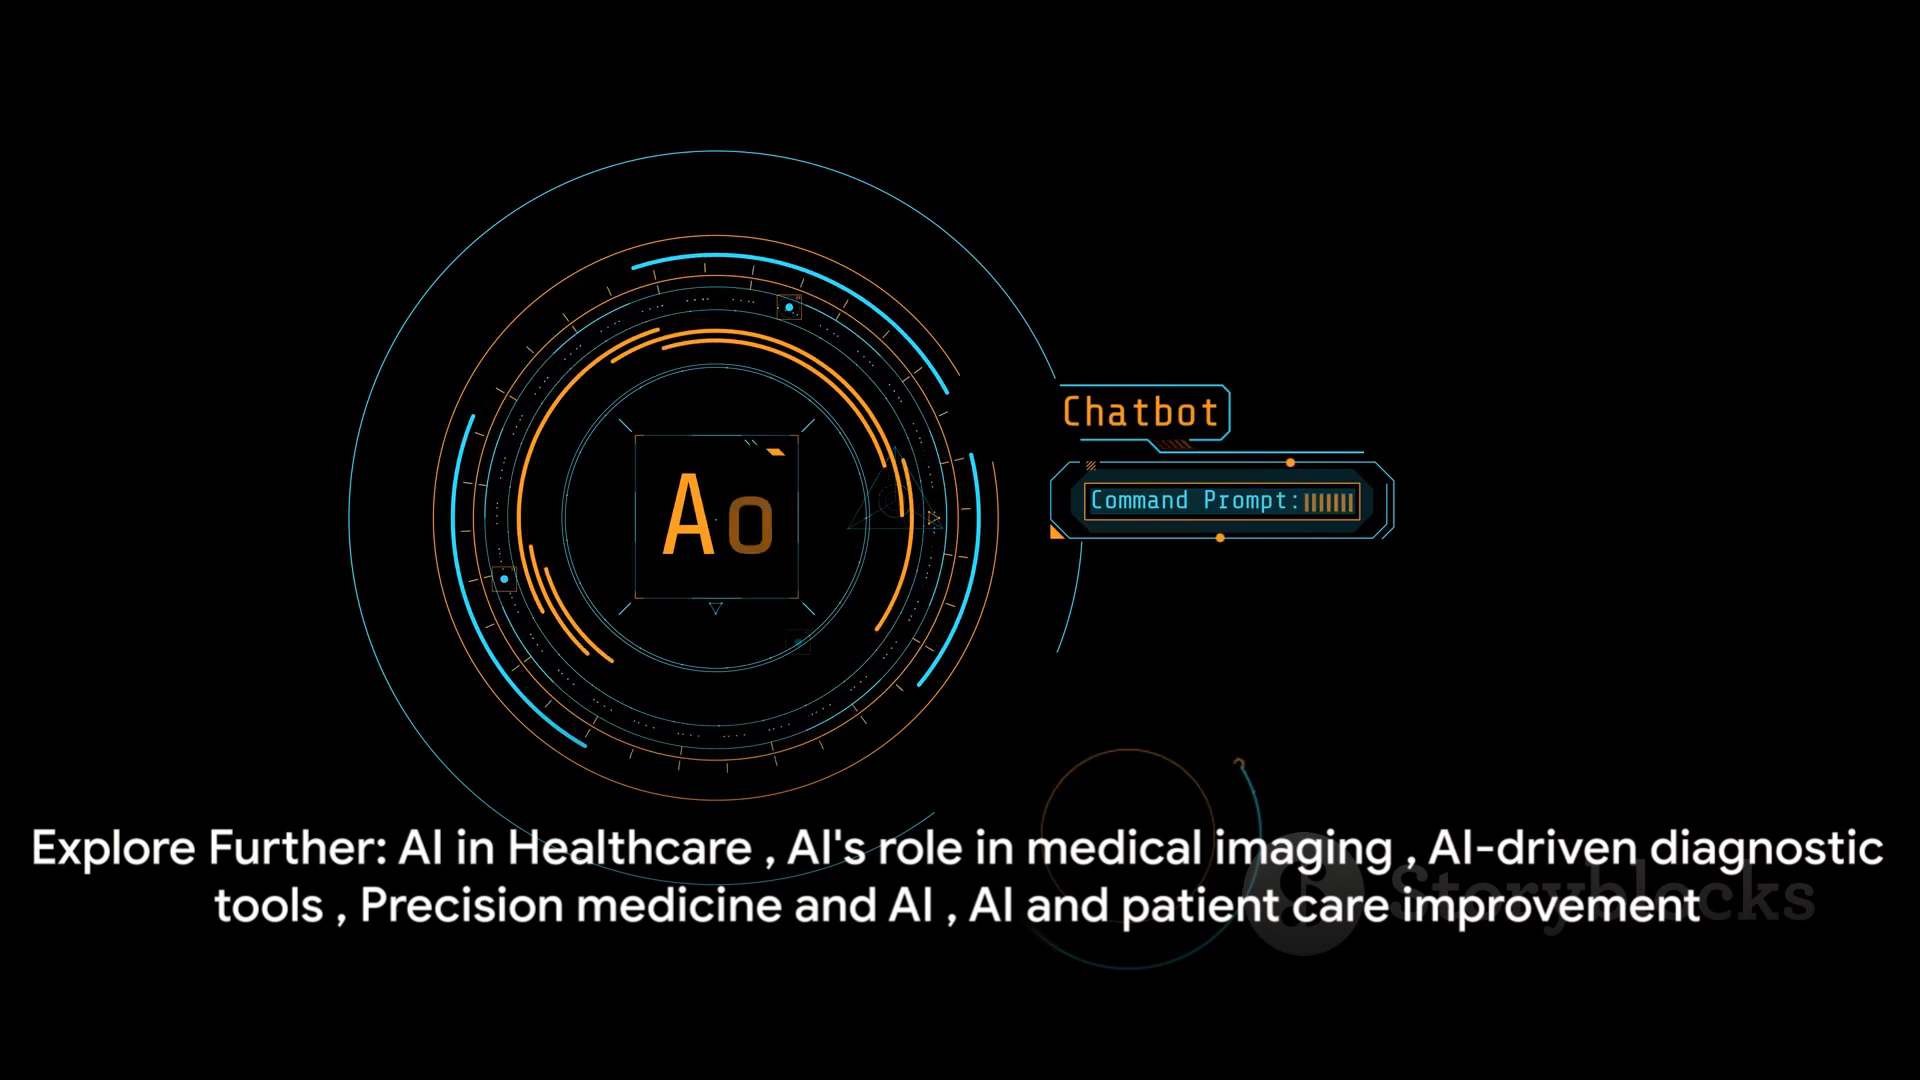 Ao
Chatbot
Command Prompt:
Explore Further: AI in Healthcare , AI's role in medical imaging , AI-driven diagnostic
tools , Precision medicine and AI , AI and patient care improvement
Storyblocks